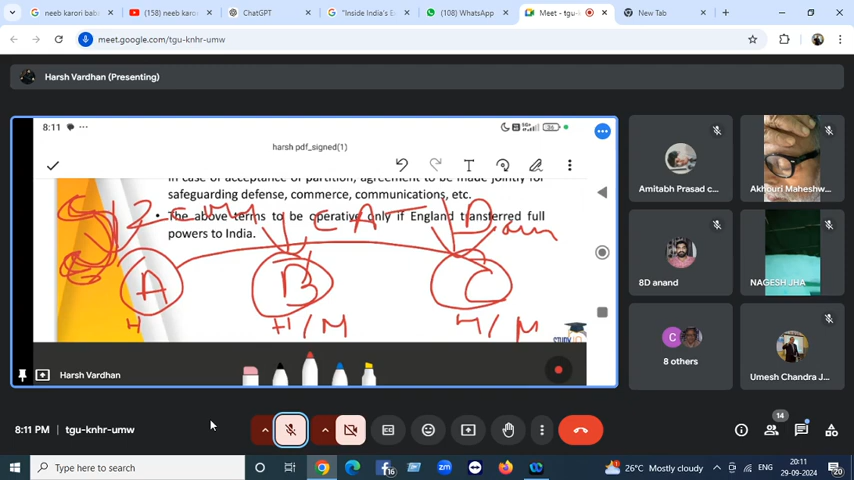 neeb karori bab
(158) neeb karo
ChatGPT
"Inside India's E
(108) WhatsApp
Meet - tgu-
New Tab
meet.google.com/tgu-knhr-umw
Harsh Vardhan (Presenting)
8:11
36
harsh pdf_signed(1)
In case of acceptance of partition, agreement to be made jointly for
safeguarding defense, commerce, communications, etc.
• The above terms to be operative only if England transferred full
powers to India.
A
B
C
H
H/M
H/M
Harsh Vardhan
Amitabh Prasad c...
Akhouri Maheshw...
8D anand
NAGESH JHA
C
8 others
Umesh Chandra J...
8:11 PM | tgu-knhr-umw
14
Type here to search
16
zm
26°C Mostly cloudy
ENG
20:11
29-09-2024
20